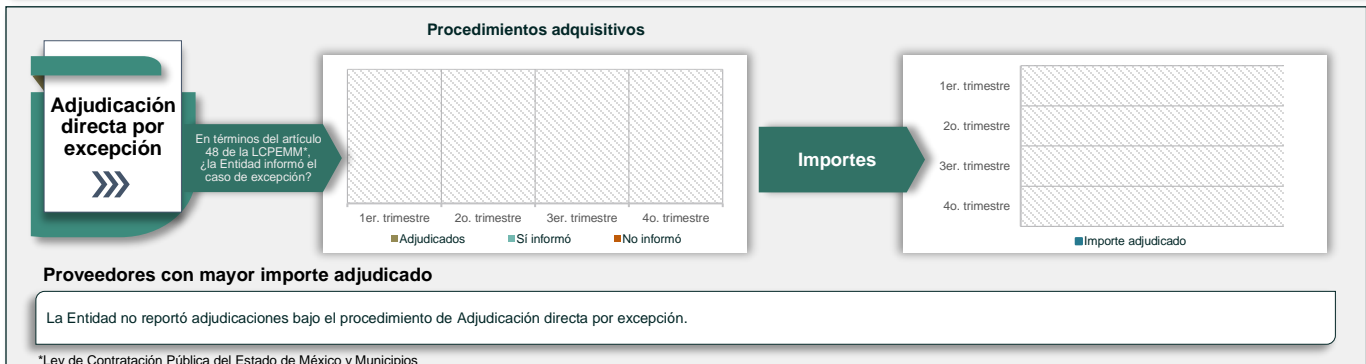 Procedimientos adquisitivos
Adjudicación
directa por
excepción
En términos del artículo
48 de la LCPEMM*,
¿la Entidad informó el
caso de excepción?
1er. trimestre 2o. trimestre 3er. trimestre 4o. trimestre
Adjudicados Sí informó No informó
Importes
1er. trimestre
2o. trimestre
3er. trimestre
4o. trimestre
Importe adjudicado
Proveedores con mayor importe adjudicado
La Entidad no reportó adjudicaciones bajo el procedimiento de Adjudicación directa por excepción.
*Ley de Contratación Pública del Estado de México y Municipios